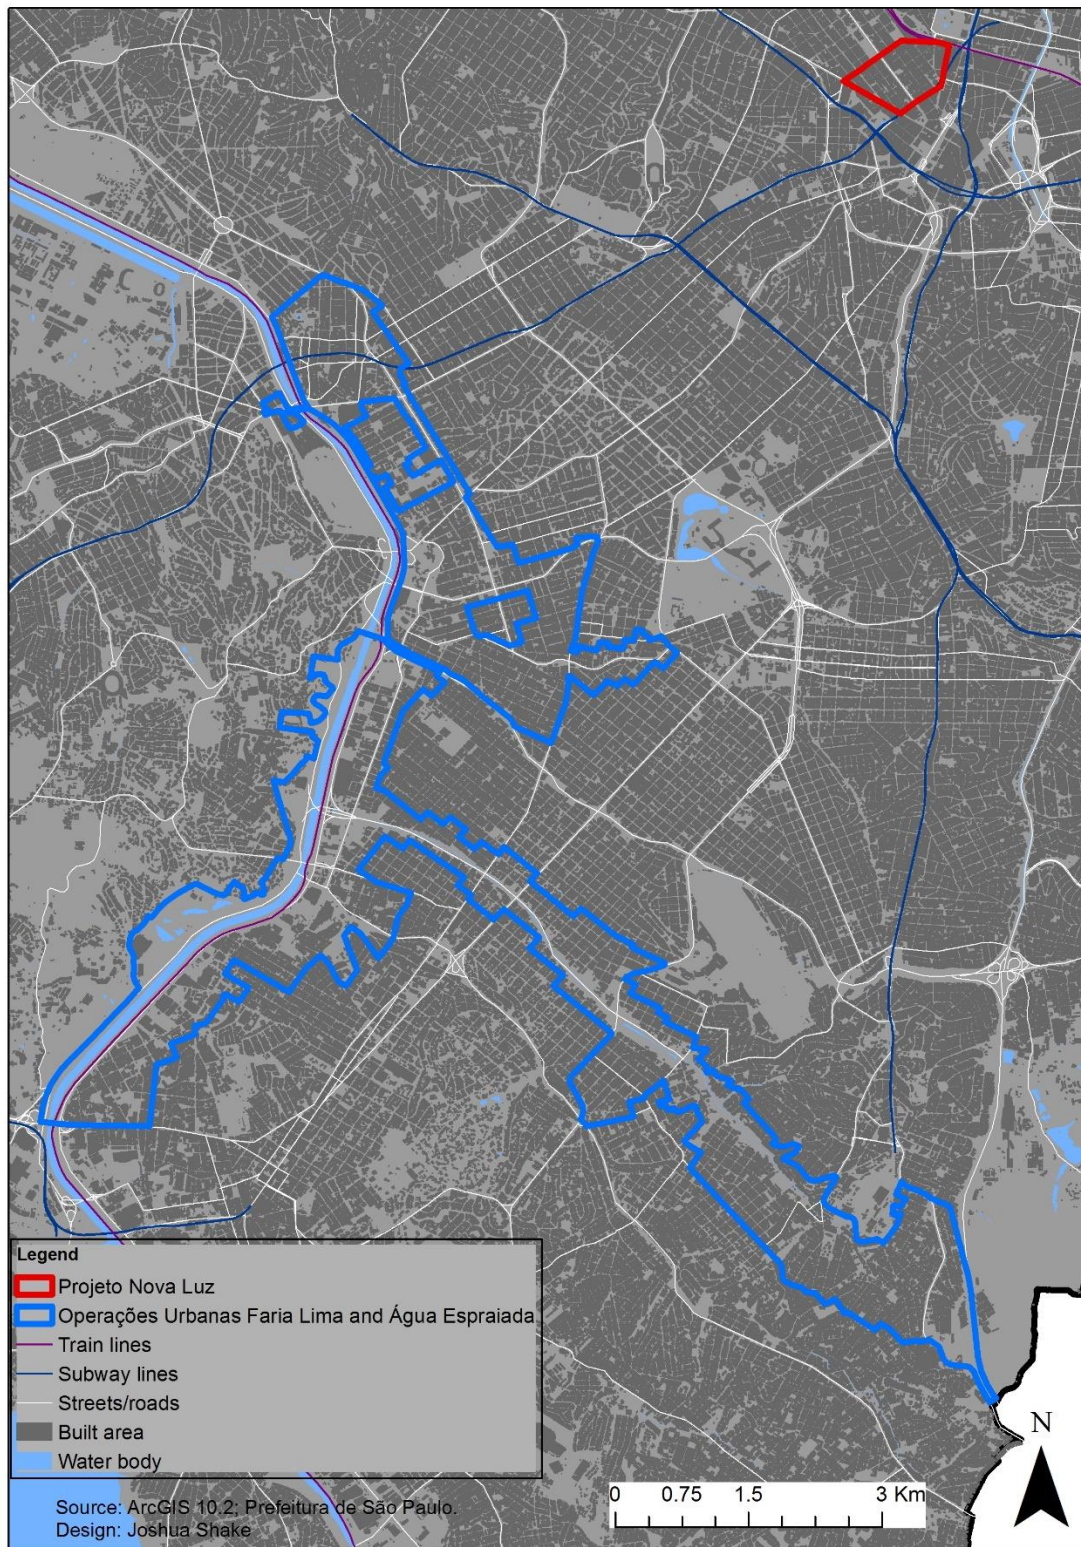 Legend
Projeto Nova Luz
Operações Urbanas Faria Lima and Água Espraiada
Train lines
Subway lines
Streets/roads
Built area
Water body
Source: ArcGIS 10.2; Prefeitura de São Paulo.
Design: Joshua Shake
0 0.75 1.5 3 Km
N